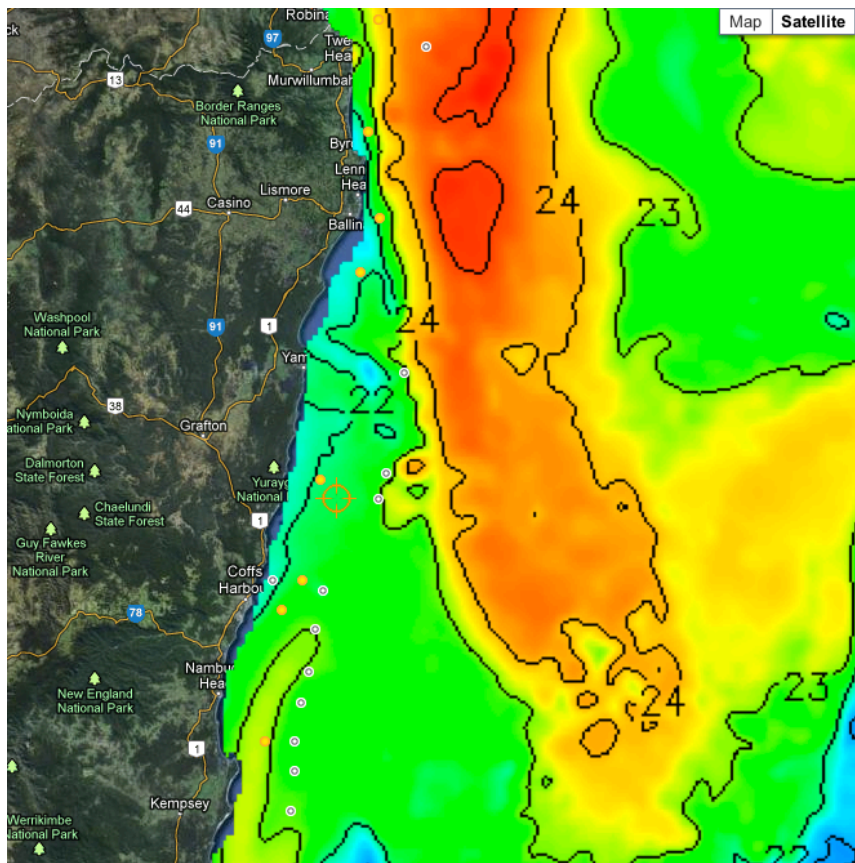 Map
Satellite
Robina
97
Twe
Hea
13
Murwillumbah
Border Ranges
National Park
91
Byr
Lenn
Hea
Lismore
44
Casino
Ballina
24
23
24
Washpool
National Park
91
1
Yam
22
38
Nymboida
National Park
Grafton
Dalmorton
State Forest
Yurayg
National
Chaelundi
State Forest
1
Guy Fawkes
River
National Park
Coffs
Harbour
78
Nambuc
Hea
23
New England
National Park
24
1
Kempsey
Werrikimbe
National Park